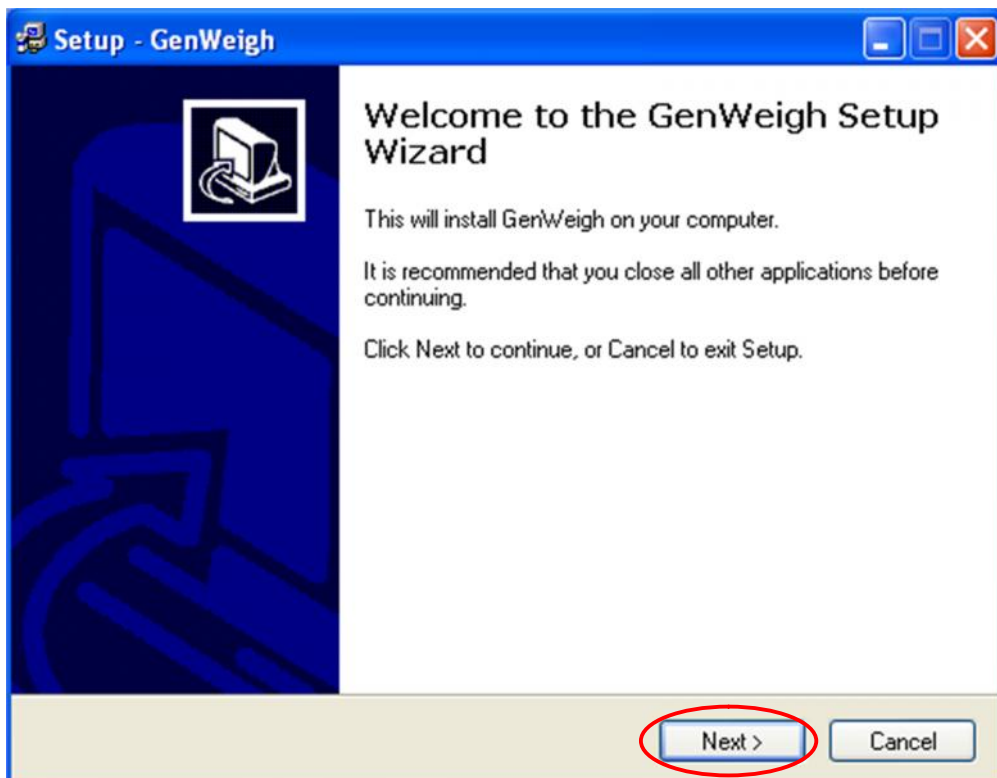 Setup - GenWeigh
Welcome to the GenWeigh Setup
Wizard
This will install GenWeigh on your computer.
It is recommended that you close all other applications before
continuing.
Click Next to continue, or Cancel to exit Setup.
Next >
Cancel